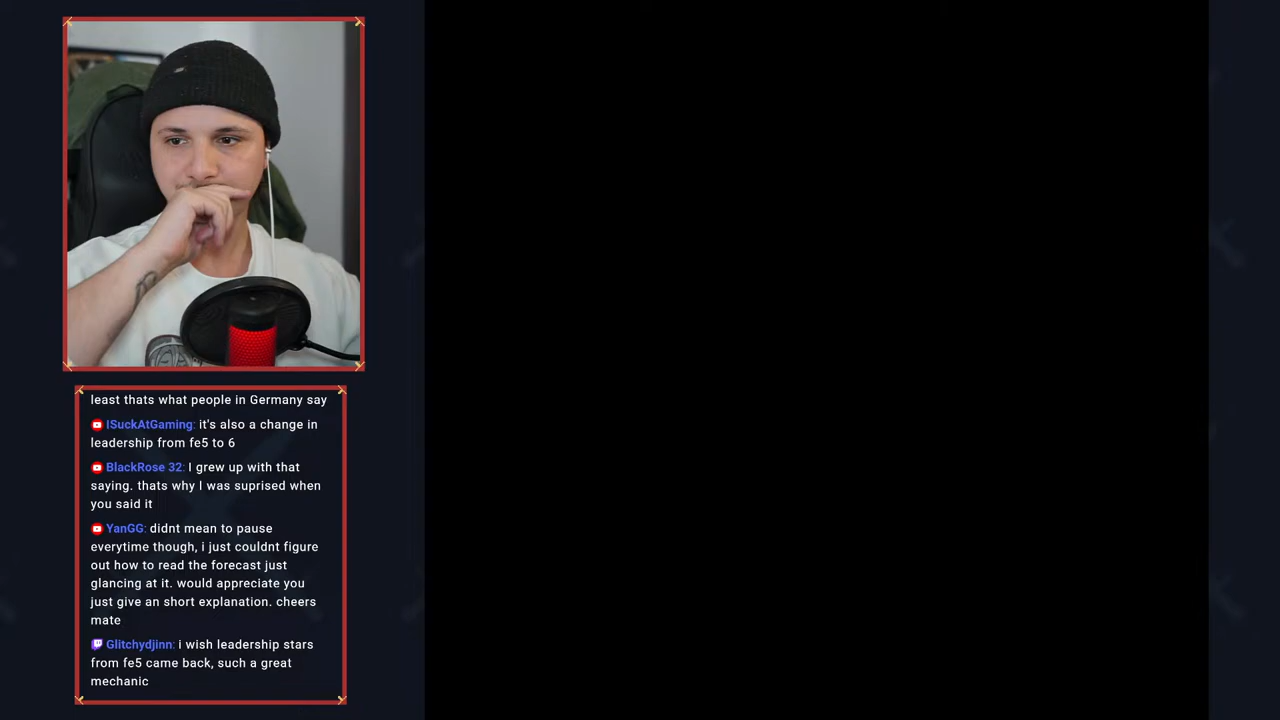 least thats what people in Germany say
ISuckAtGaming: it's also a change in
leadership from fe5 to 6
BlackRose 32: I grew up with that
saying. thats why I was suprised when
you said it
YanGG: didnt mean to pause
everytime though, i just couldnt figure
out how to read the forecast just
glancing at it. would appreciate you
just give an short explanation. cheers
mate
Glitchydjinn: i wish leadership stars
from fe5 came back, such a great
mechanic